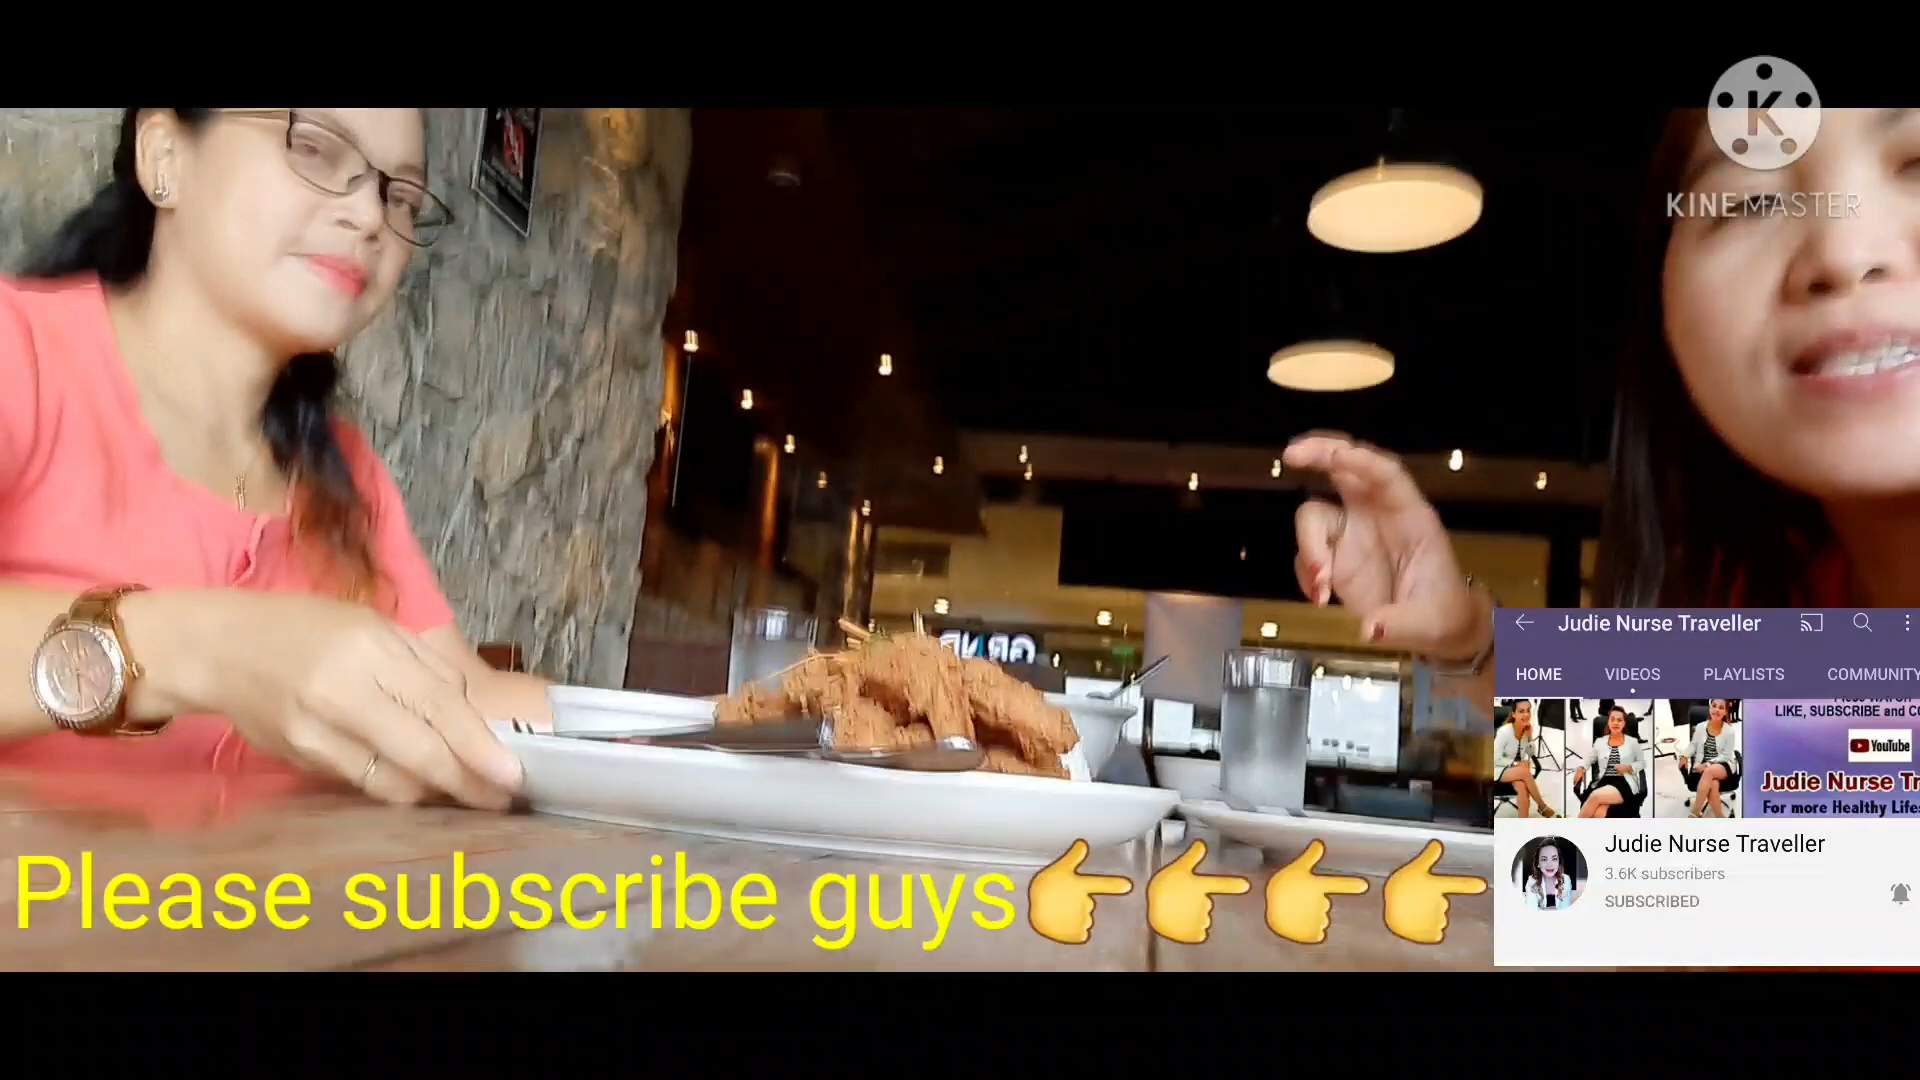 K
KINEMASTER
Judie Nurse Traveller
HOME VIDEOS PLAYLISTS COMMUNITY
LIKE, SUBSCRIBE and
YouTube
Judie Nurse
For more Healthy
Judie Nurse Traveller
3.6K subscribers
SUBSCRIBED
Please subscribe guys👉👉👉👉